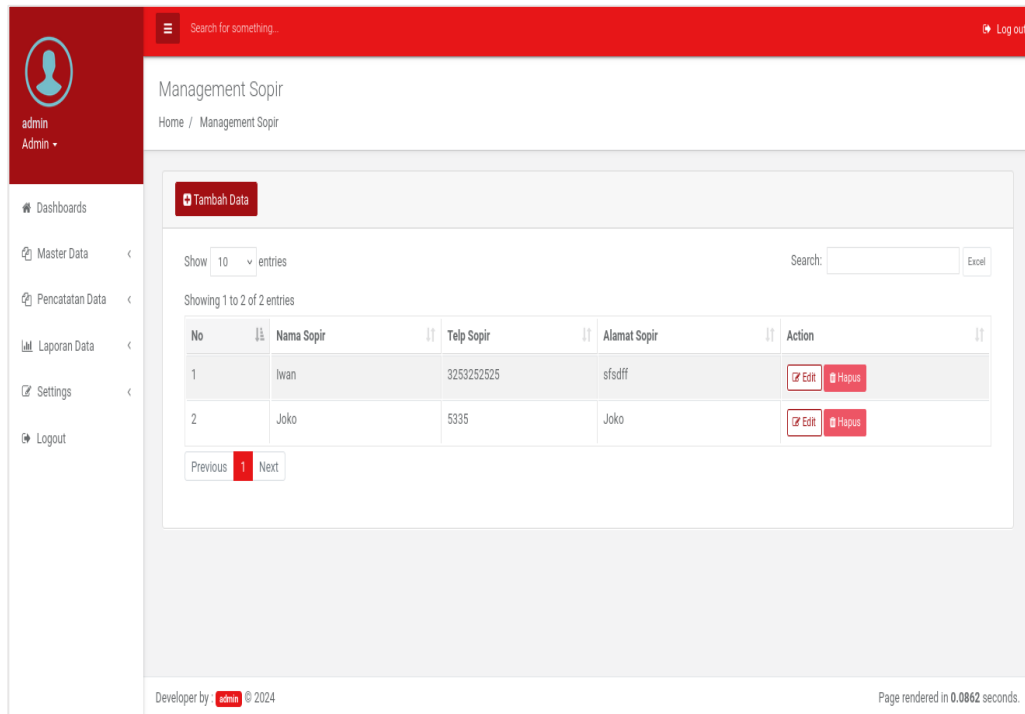 Search for something...
Log out
admin
Admin
Dashboards
Master Data
Pencatatan Data
Laporan Data
Settings
Logout
Management Sopir
Home / Management Sopir
Tambah Data
Show 10 entries
Search:
Excel
Showing 1 to 2 of 2 entries
No Nama Sopir Telp Sopir Alamat Sopir Action
1 Iwan 3253252525 sfsdff Edit Hapus
2 Joko 5335 Joko Edit Hapus
Previous 1 Next
Developer by : admin © 2024
Page rendered in 0.0862 seconds.